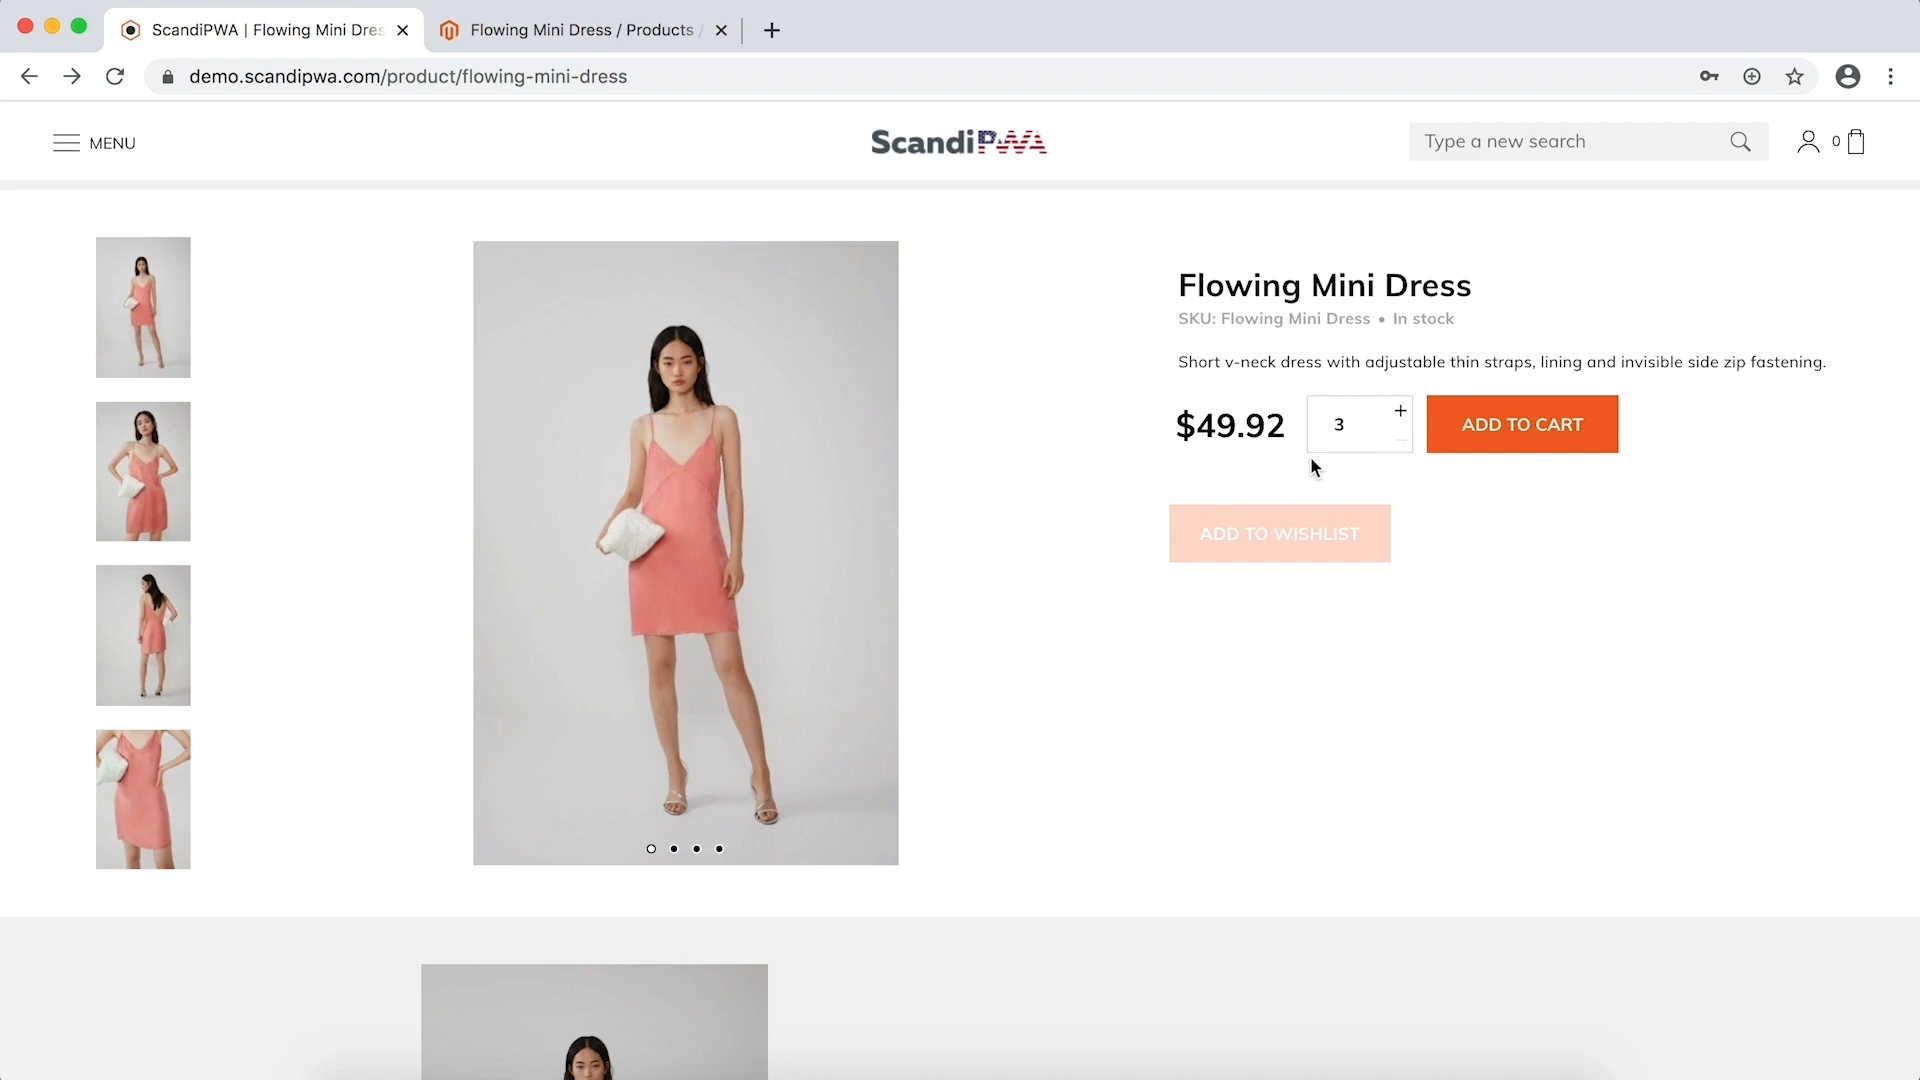 ScandiPWA | Flowing Mini Dres
Flowing Mini Dress / Products /
demo.scandipwa.com/product/flowing-mini-dress
MENU
ScandiPWA
Type a new search
0
Flowing Mini Dress
SKU: Flowing Mini Dress • In stock
Short v-neck dress with adjustable thin straps, lining and invisible side zip fastening.
$49.92
3
ADD TO CART
ADD TO WISHLIST